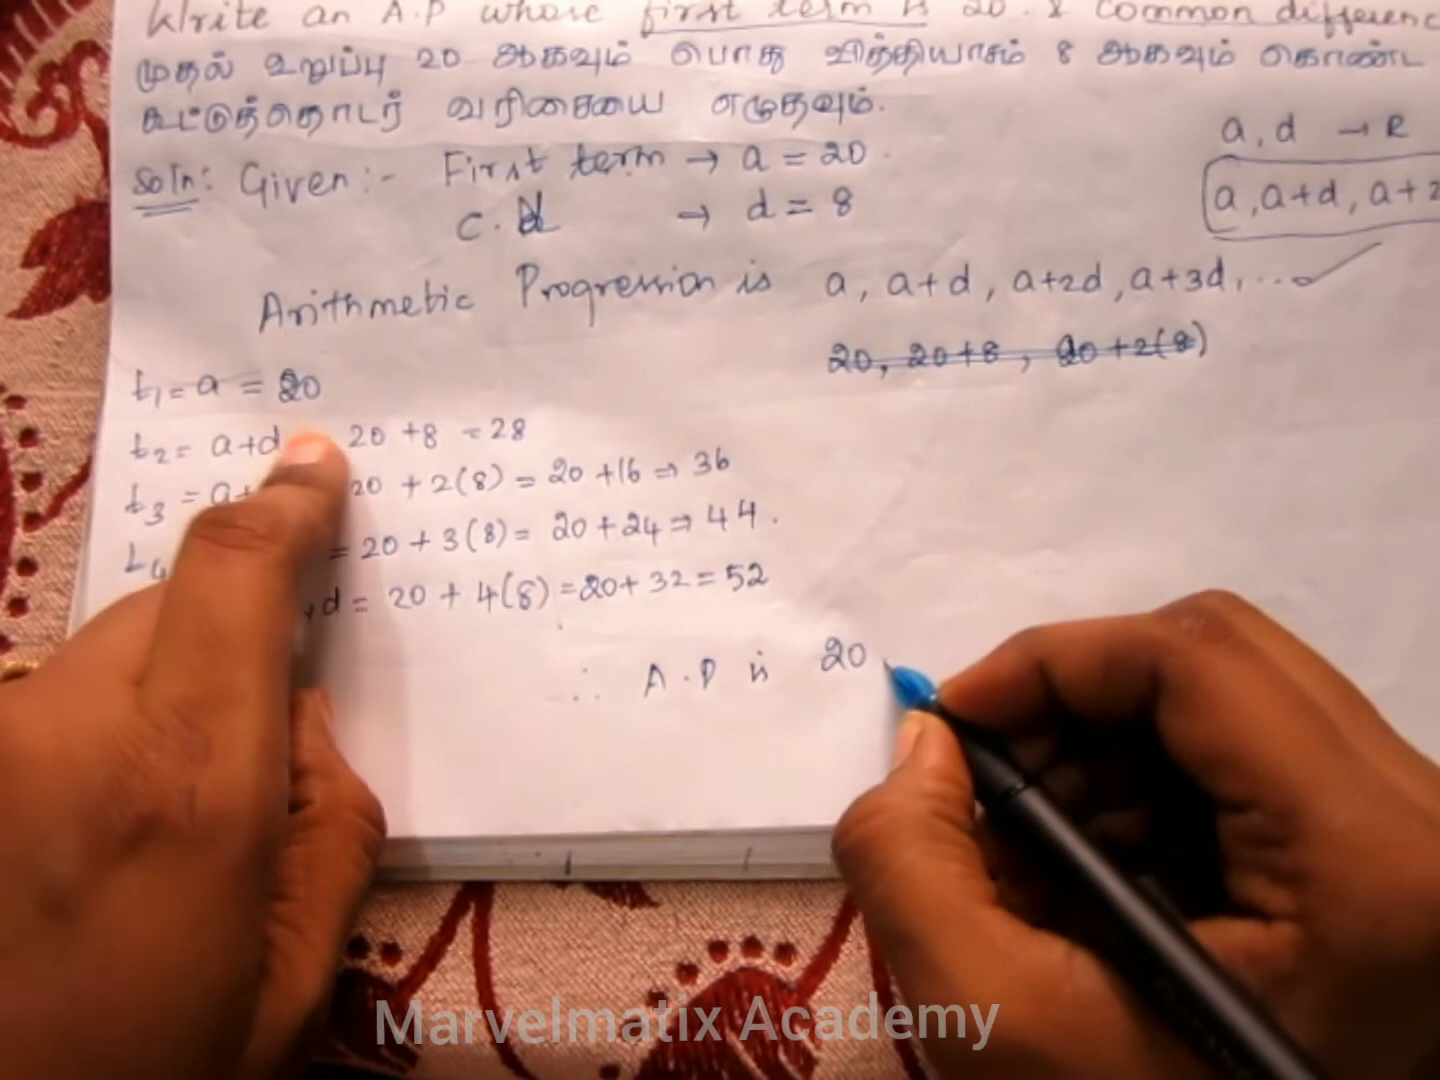 Write an A.P whose first term is 20 & Common differenc
முதல் உறுப்பு 20 ஆகவும் பொது வித்தியாசம் 8 ஆகவும் கொண்ட
கூட்டுத்தொடர் வரிசையை எழுதவும்.
a, d → R
Soln: Given :- First term → a = 20.
a, a+d, a+2
C. d → d = 8
Arithmetic Progression is a, a+d, a+2d, a+3d, ...
20, 20+8, 20+2(8)
t1 = a = 20
t2 = a+d 20 +8 = 28
t3 = a+ 20 + 2(8) = 20 +16 ⇒ 36
t4 = 20 + 3(8) = 20 + 24 ⇒ 44.
+d = 20 + 4(8) = 20 + 32 = 52
∴ A.P is 20
Marvelmatix Academy